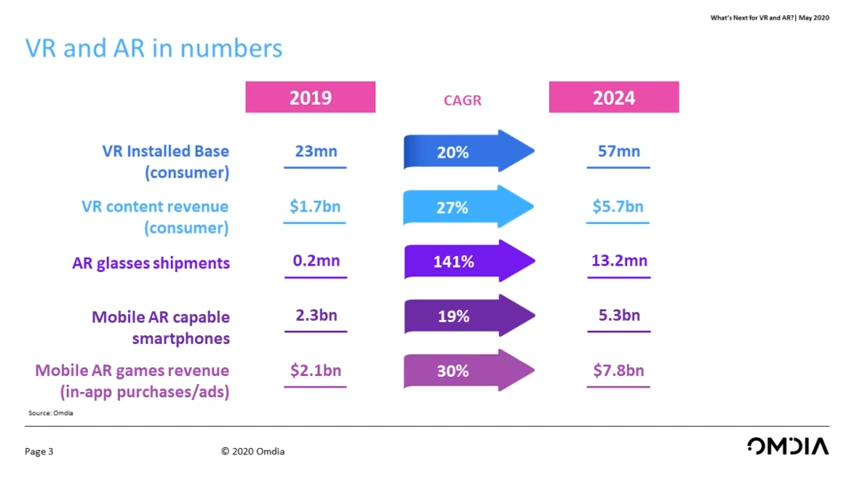 What's Next for VR and AR?| May 2020
VR and AR in numbers
2019
CAGR
2024
VR Installed Base
(consumer)
23mn
20%
57mn
VR content revenue
(consumer)
$1.7bn
27%
$5.7bn
AR glasses shipments
0.2mn
141%
13.2mn
Mobile AR capable
smartphones
2.3bn
19%
5.3bn
Mobile AR games revenue
(in-app purchases/ads)
$2.1bn
30%
$7.8bn
Source: Omdia
Page 3
© 2020 Omdia
OMDIA